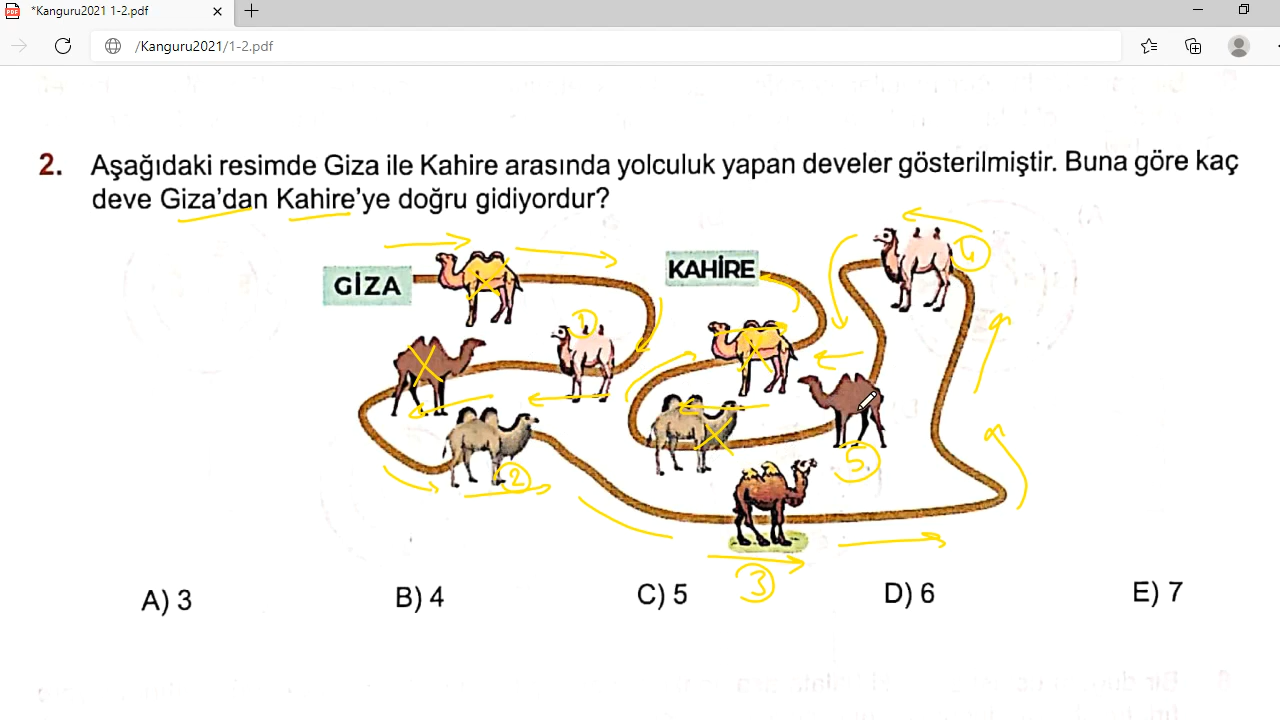 *Kanguru2021 1-2.pdf
/Kanguru2021/1-2.pdf
2. Aşağıdaki resimde Giza ile Kahire arasında yolculuk yapan develer gösterilmiştir. Buna göre kaç
deve Giza'dan Kahire'ye doğru gidiyordur?
GİZA
KAHİRE
1
2
3
4
5.
A) 3
B) 4
C) 5
D) 6
E) 7